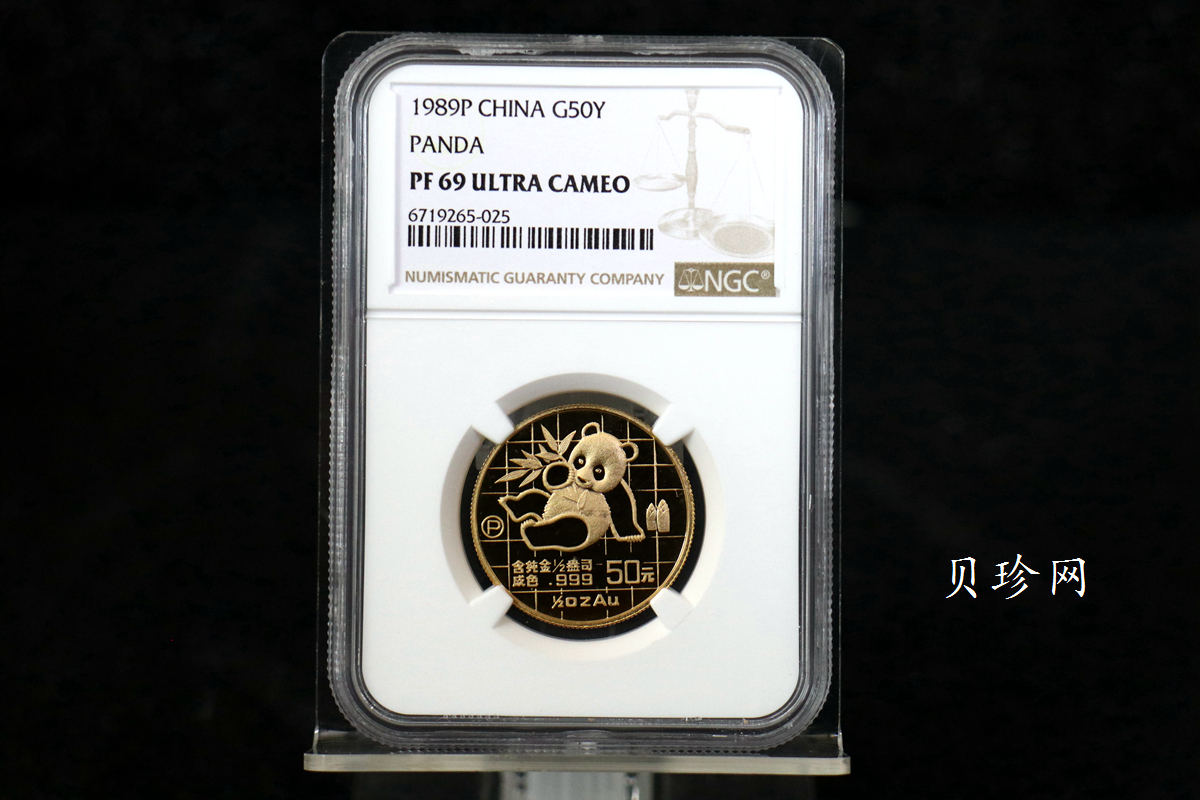 1989P CHINA G50Y
PANDA
PF 69 ULTRA CAMEO
6719265-025
NUMISMATIC GUARANTY COMPANY
NGC®
P
含纯金½盎司
成色 .999
50元
½ozAu
贝珍网